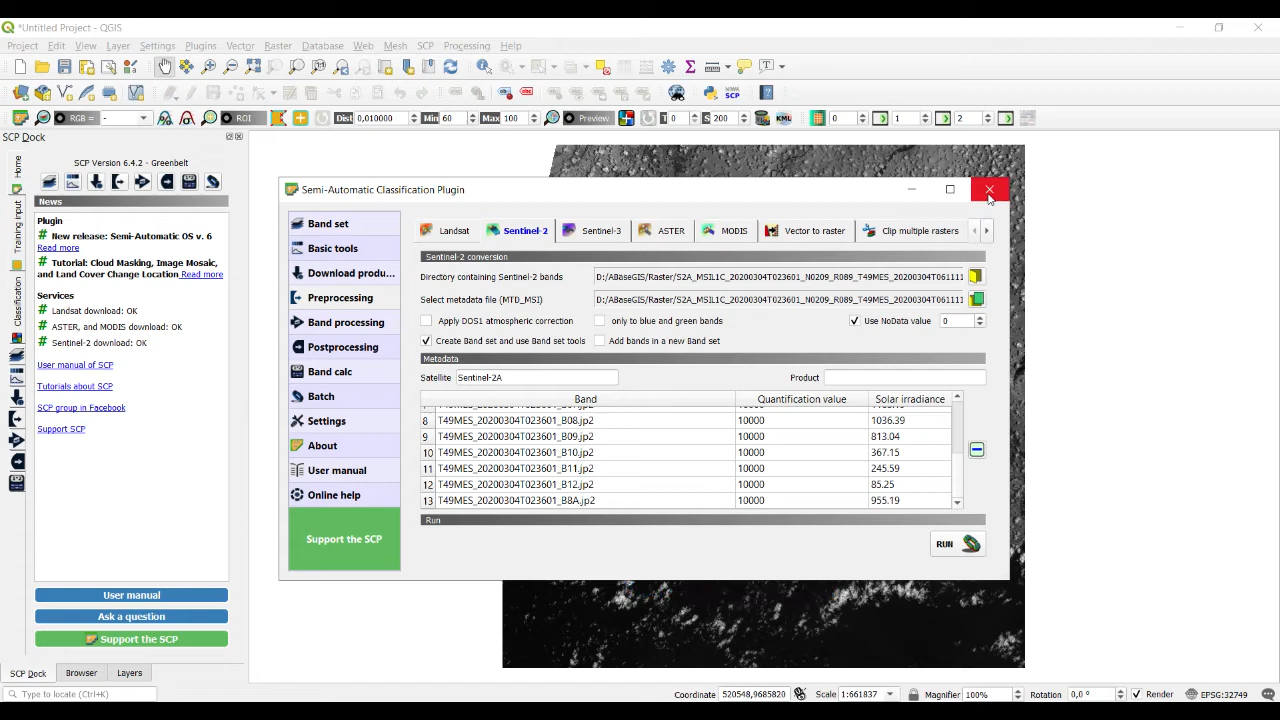 *Untitled Project - QGIS
Project Edit View Layer Settings Plugins Vector Raster Database Web Mesh SCP Processing Help
RGB = - ROI Dist 0,010000 Min 60 Max 100 Preview T 0 S 200 KML 0 1 2
SCP Dock
SCP Version 6.4.2 - Greenbelt
News
Plugin
# New release: Semi-Automatic OS v. 6
Read more
# Tutorial: Cloud Masking, Image Mosaic,
and Land Cover Change Location Read more
Services
# Landsat download: OK
# ASTER, and MODIS download: OK
# Sentinel-2 download: OK
User manual of SCP
Tutorials about SCP
SCP group in Facebook
Support SCP
User manual
Ask a question
Support the SCP
Home
Training input
Classification
SCP Dock Browser Layers
Semi-Automatic Classification Plugin
Band set
Basic tools
Download produ...
Preprocessing
Band processing
Postprocessing
Band calc
Batch
Settings
About
User manual
Online help
Support the SCP
Landsat Sentinel-2 Sentinel-3 ASTER MODIS Vector to raster Clip multiple rasters
Sentinel-2 conversion
Directory containing Sentinel-2 bands D:/ABaseGIS/Raster/S2A_MSIL1C_20200304T023601_N0209_R089_T49MES_20200304T061111
Select metadata file (MTD_MSI) D:/ABaseGIS/Raster/S2A_MSIL1C_20200304T023601_N0209_R089_T49MES_20200304T061111
Apply DOS1 atmospheric correction only to blue and green bands Use NoData value 0
Create Band set and use Band set tools Add bands in a new Band set
Metadata
Satellite Sentinel-2A Product
Band Quantification value Solar irradiance
8 T49MES_20200304T023601_B08.jp2 10000 1036.39
9 T49MES_20200304T023601_B09.jp2 10000 813.04
10 T49MES_20200304T023601_B10.jp2 10000 367.15
11 T49MES_20200304T023601_B11.jp2 10000 245.59
12 T49MES_20200304T023601_B12.jp2 10000 85.25
13 T49MES_20200304T023601_B8A.jp2 10000 955.19
Run
RUN
Type to locate (Ctrl+K) Coordinate 520548,9685820 Scale 1:661837 Magnifier 100% Rotation 0,0 ° Render EPSG:32749